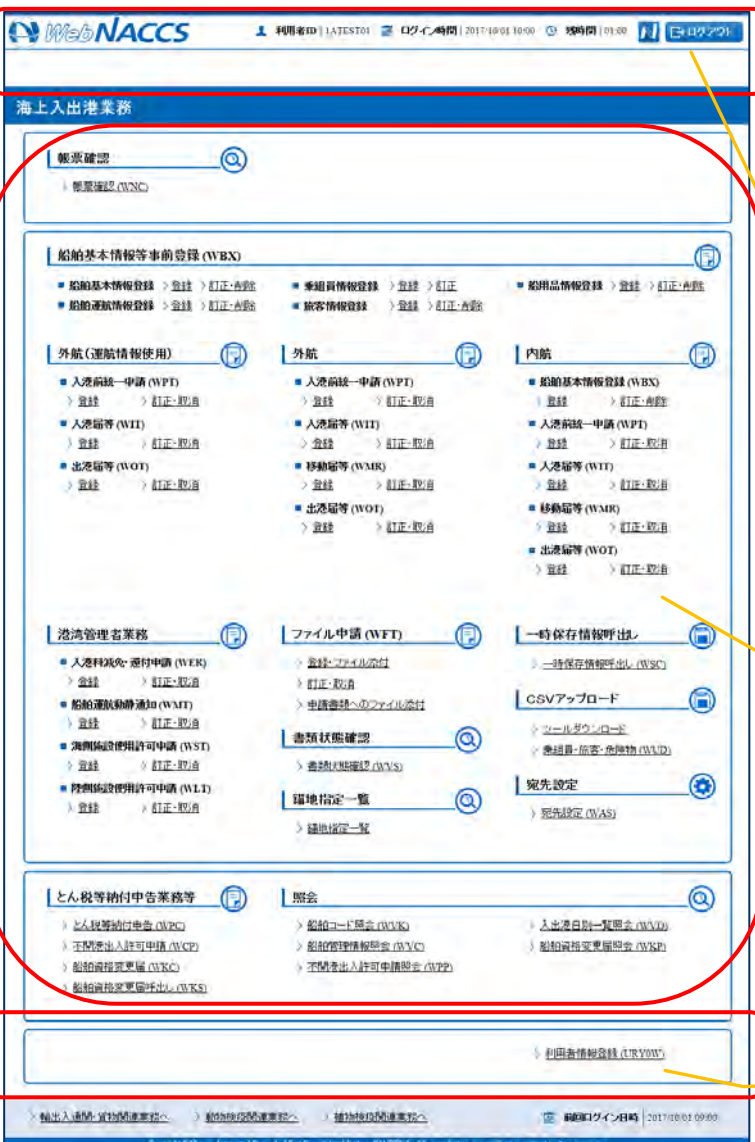 WebNACCS 利用者ID | 1ATEST01 ログイン時間 | 2017/10/01 10:00 残時間 | 01:00 ログアウト
海上入出港業務
帳票確認
帳票確認 (WNC)
船舶基本情報等事前登録 (WBX)
船舶基本情報登録 登録 訂正・削除 乗組員情報登録 登録 訂正 船用品情報登録 登録 訂正・削除
船舶運航情報登録 登録 訂正・削除 旅客情報登録 登録 訂正・削除
外航(運航情報使用) 外航 内航
入港前統一申請 (WPT) 入港前統一申請 (WPT) 船舶基本情報登録 (WBX)
登録 訂正・取消 登録 訂正・取消 登録 訂正・削除
入港届等 (WIT) 入港届等 (WIT) 入港前統一申請 (WPT)
登録 訂正・取消 登録 訂正・取消 登録 訂正・取消
出港届等 (WOT) 移動届等 (WMR) 入港届等 (WIT)
登録 訂正・取消 登録 訂正・取消 登録 訂正・取消
出港届等 (WOT) 移動届等 (WMR)
登録 訂正・取消 登録 訂正・取消
出港届等 (WOT)
登録 訂正・取消
港湾管理者業務 ファイル申請 (WFT) 一時保存情報呼出し
入港料減免・還付申請 (WER) 登録・ファイル添付 一時保存情報呼出し (WSC)
登録 訂正・取消 訂正・取消
船舶運航動静通知 (WMT) 申請書類へのファイル添付 CSVアップロード
登録 訂正・取消 ツールダウンロード
書類状態確認
海側施設使用許可申請 (WST) 乗組員・旅客・危険物 (WUD)
登録 訂正・取消 書類状態確認 (WVS)
陸側施設使用許可申請 (WLT) 錨地指定一覧 宛先設定
登録 訂正・取消 錨地指定一覧 宛先設定 (WAS)
とん税等納付申告業務等 照会
とん税等納付申告 (WPC) 船舶コード照会 (WVK) 入出港日別一覧照会 (WVD)
不開港出入許可申請 (WCP) 船舶管理情報照会 (WVC) 船舶資格変更届照会 (WKP)
船舶資格変更届 (WKC) 不開港出入許可申請照会 (WPP)
船舶資格変更届呼出し (WKS)
利用者情報登録 (URY0W)
輸出入通関・貨物関連業務へ 動物検疫関連業務へ 植物検疫関連業務へ 前回ログイン日時 | 2017/10/01 09:00